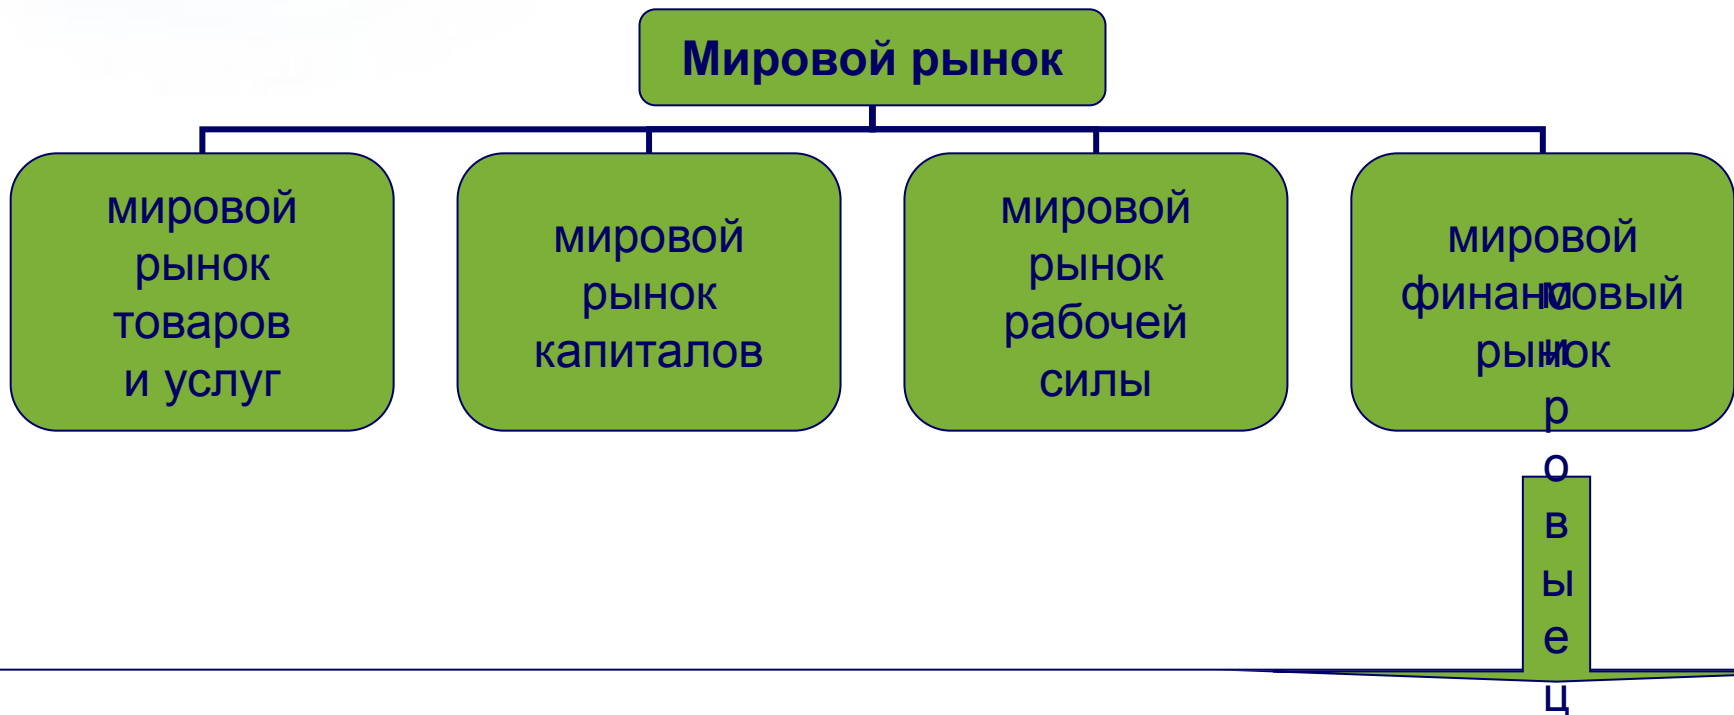 Мировой рынок
мировой
рынок
товаров
и услуг
мировой
рынок
капиталов
мировой
рынок
рабочей
силы
мировой
финансовый
рынок
м
и
р
о
в
ы
е
ц